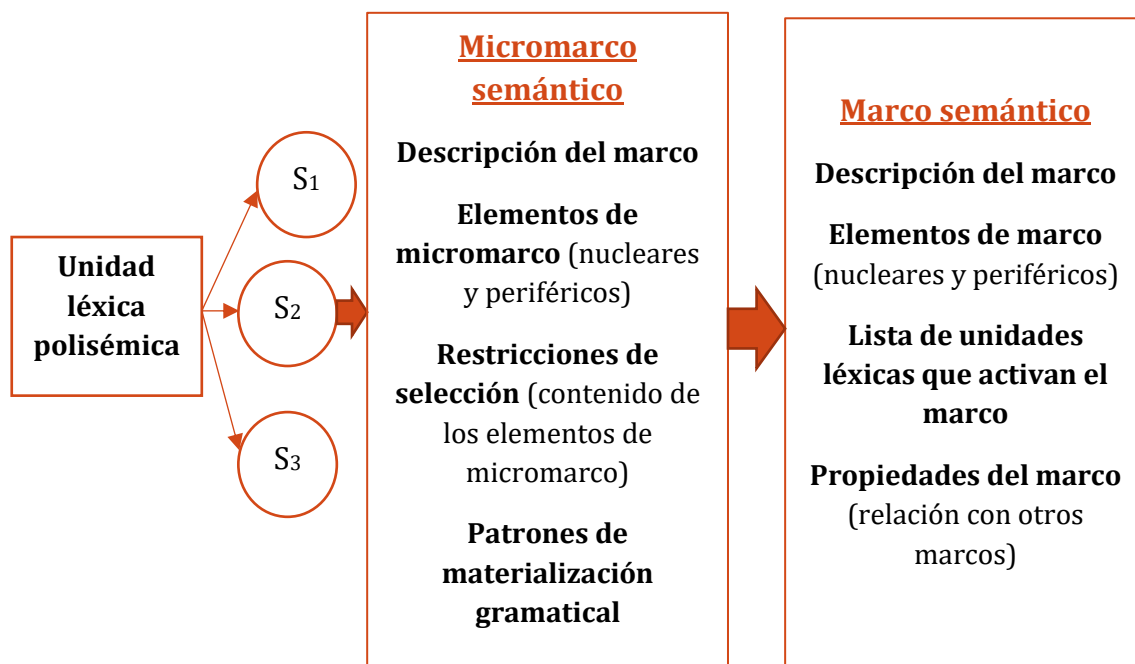 Unidad
léxica
polisémica
S1
S2
S3
Micromarco
semántico
Descripción del marco
Elementos de
micromarco (nucleares
y periféricos)
Restricciones de
selección (contenido de
los elementos de
micromarco)
Patrones de
materialización
gramatical
Marco semántico
Descripción del marco
Elementos de marco
(nucleares y periféricos)
Lista de unidades
léxicas que activan el
marco
Propiedades del marco
(relación con otros
marcos)